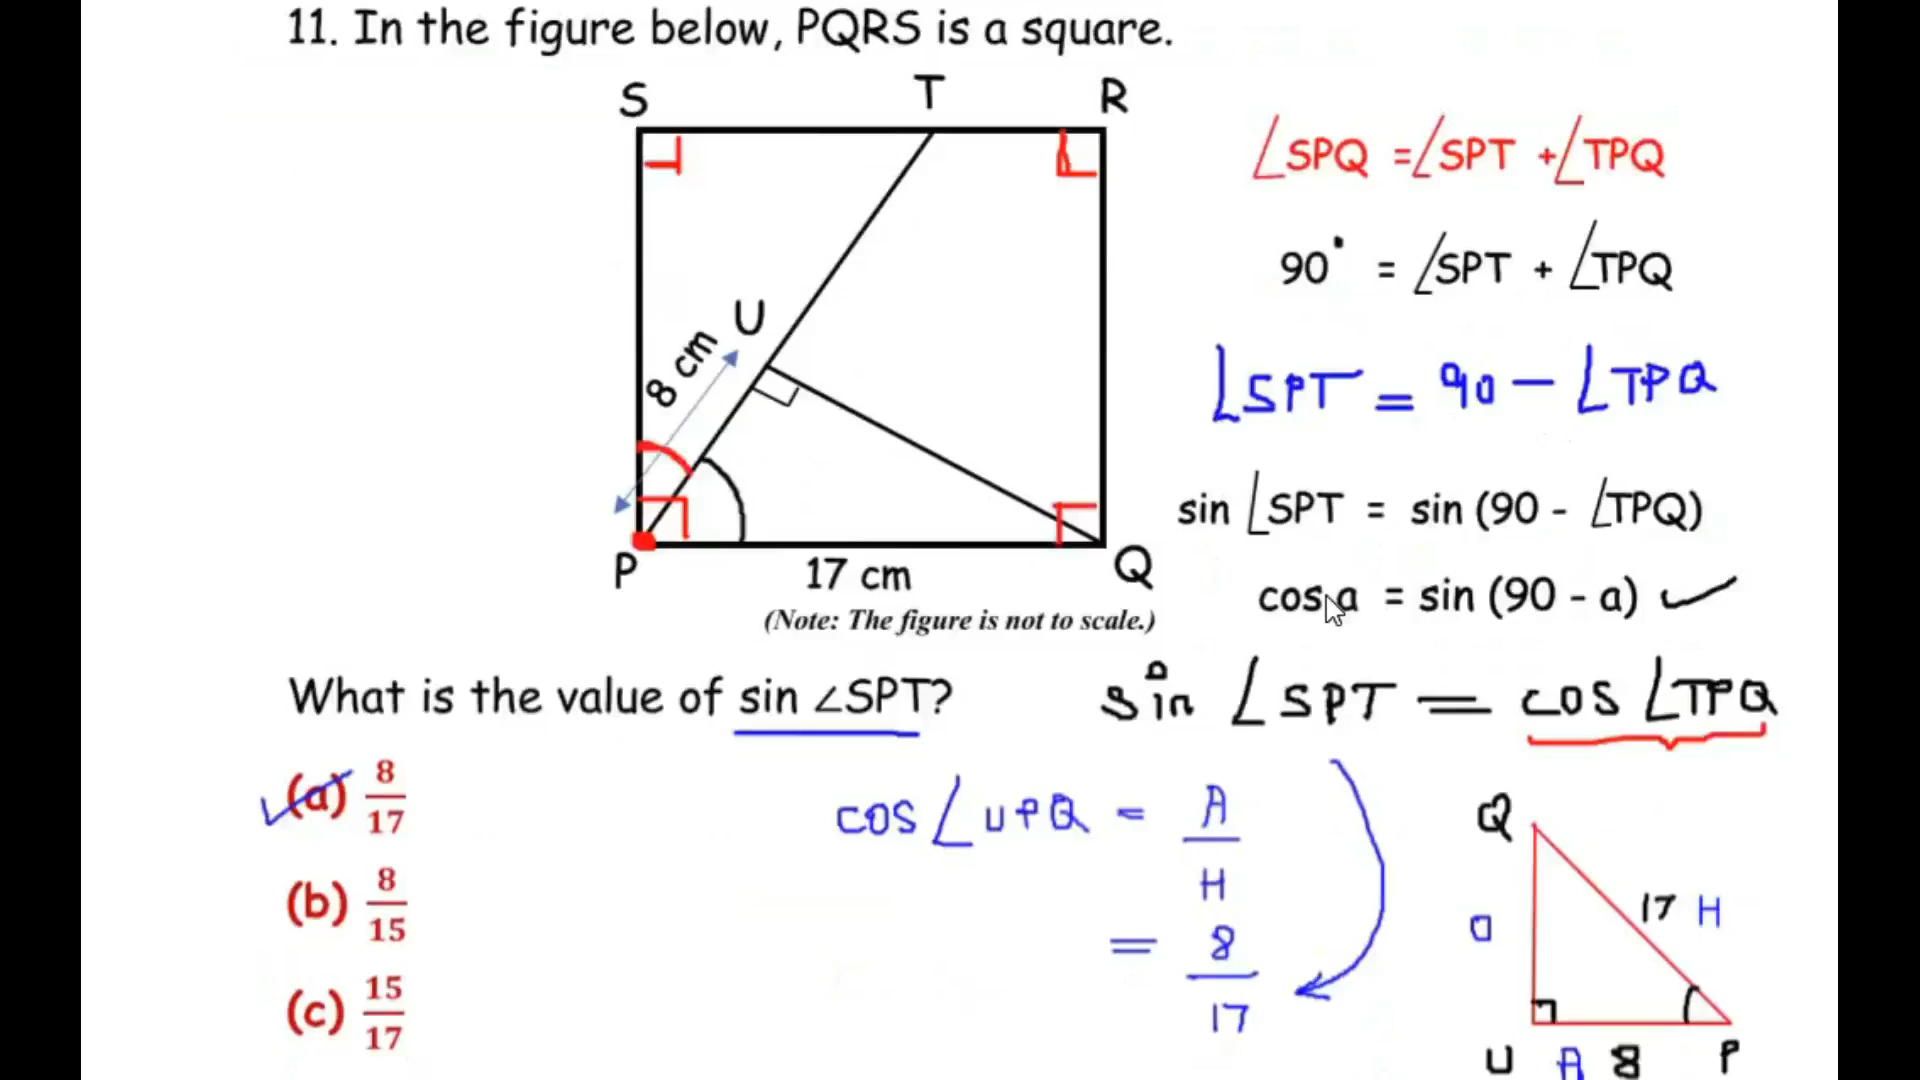 11. In the figure below, PQRS is a square.
S T R
∠SPQ = ∠SPT + ∠TPQ
90° = ∠SPT + ∠TPQ
8 cm U
∠SPT = 90 - ∠TPQ
sin ∠SPT = sin (90 - ∠TPQ)
P 17 cm Q
cos a = sin (90 - a)
(Note: The figure is not to scale.)
What is the value of sin ∠SPT?
sin ∠SPT = cos ∠TPQ
(a) 8/17
cos ∠UPQ = A/H
Q
(b) 8/15
O 17 H
= 8/17
(c) 15/17
U A 8 P